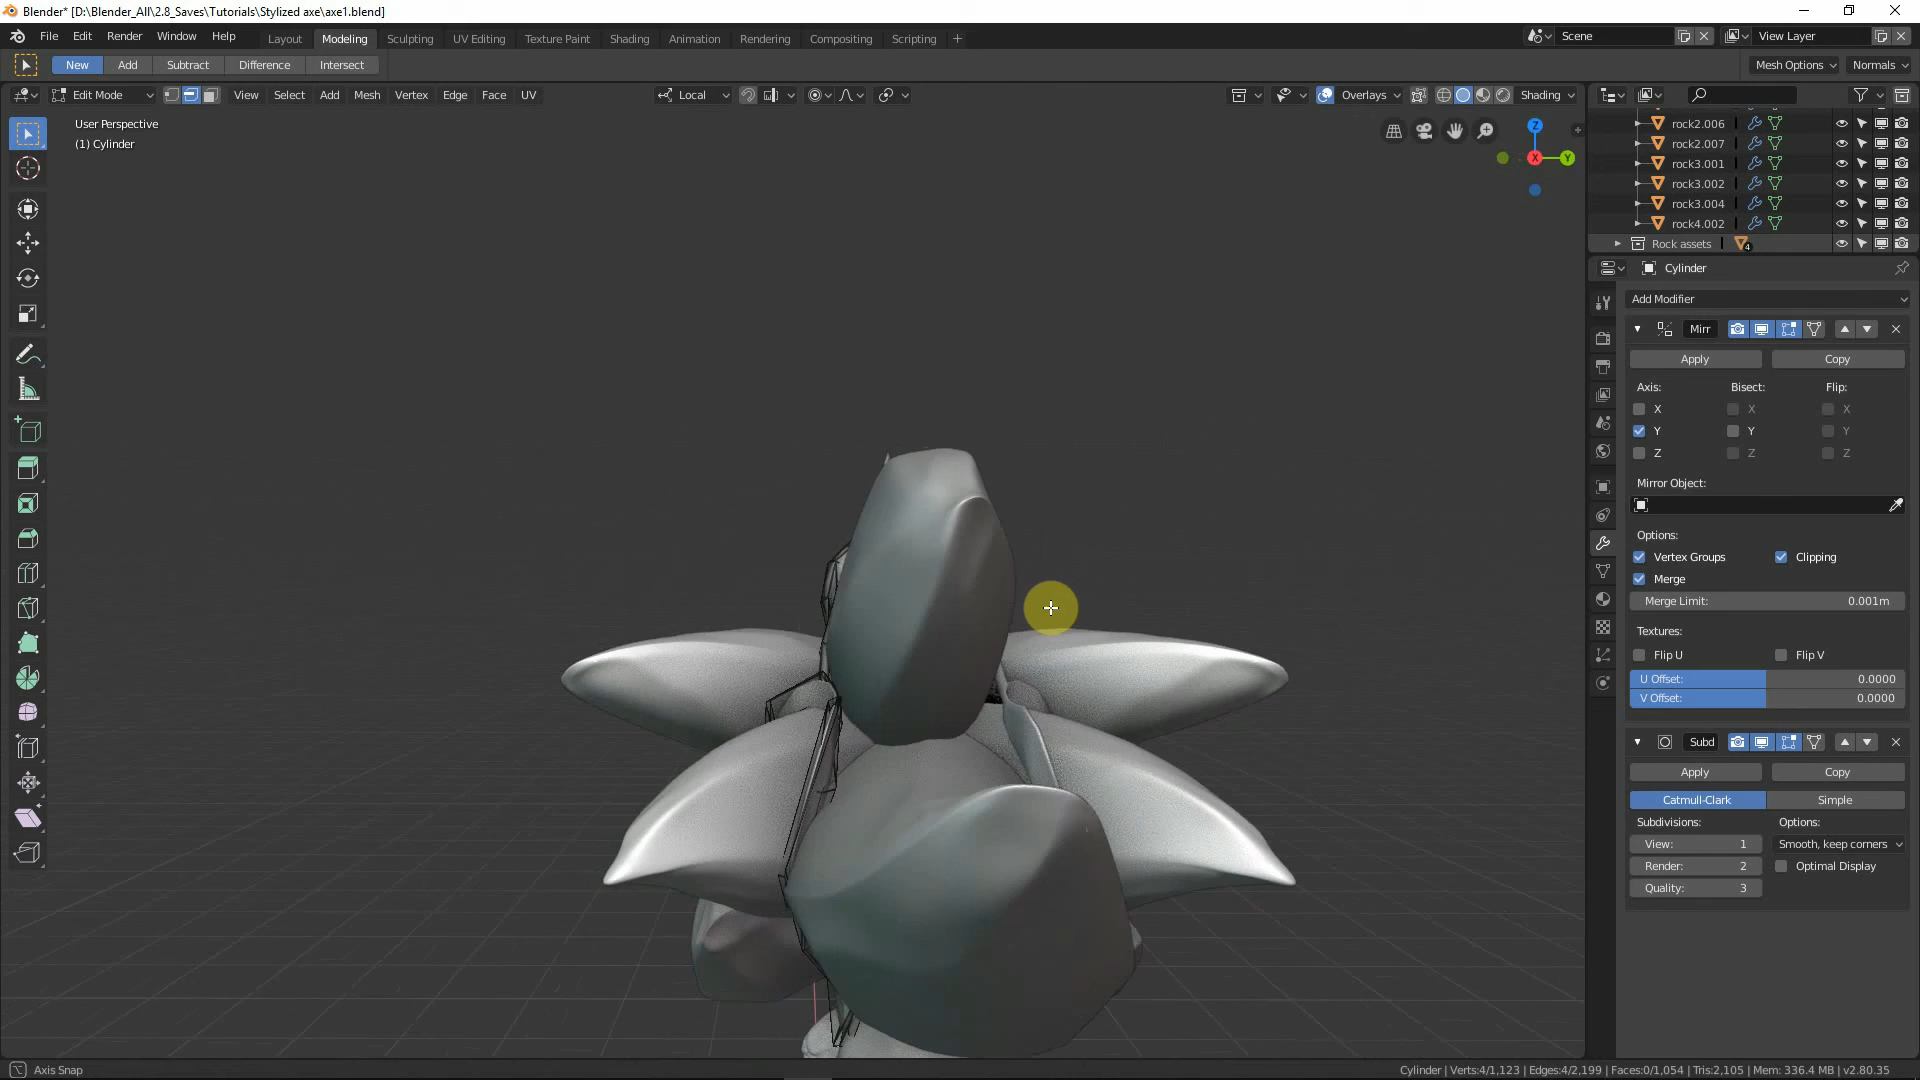 Blender* [D:\Blender_All\2.8_Saves\Tutorials\Stylized axe\axe1.blend]
File Edit Render Window Help Layout Modeling Sculpting UV Editing Texture Paint Shading Animation Rendering Compositing Scripting + Scene View Layer
New Add Subtract Difference Intersect Mesh Options Normals
Edit Mode View Select Add Mesh Vertex Edge Face UV Local Overlays Shading
User Perspective
(1) Cylinder
Z
X
Y
rock2.006
rock2.007
rock3.001
rock3.002
rock3.004
rock4.002
Rock assets 4
Cylinder
Add Modifier
Mirr
Apply Copy
Axis: Bisect: Flip:
X X X
Y Y Y
Z Z Z
Mirror Object:
Options:
Vertex Groups Clipping
Merge
Merge Limit: 0.001m
Textures:
Flip U Flip V
U Offset: 0.0000
V Offset: 0.0000
Subd
Apply Copy
Catmull-Clark Simple
Subdivisions: Options:
View: 1 Smooth, keep corners
Render: 2 Optimal Display
Quality: 3
Axis Snap
Cylinder | Verts:4/1,123 | Edges:4/2,199 | Faces:0/1,054 | Tris:2,105 | Mem: 336.4 MB | v2.80.35